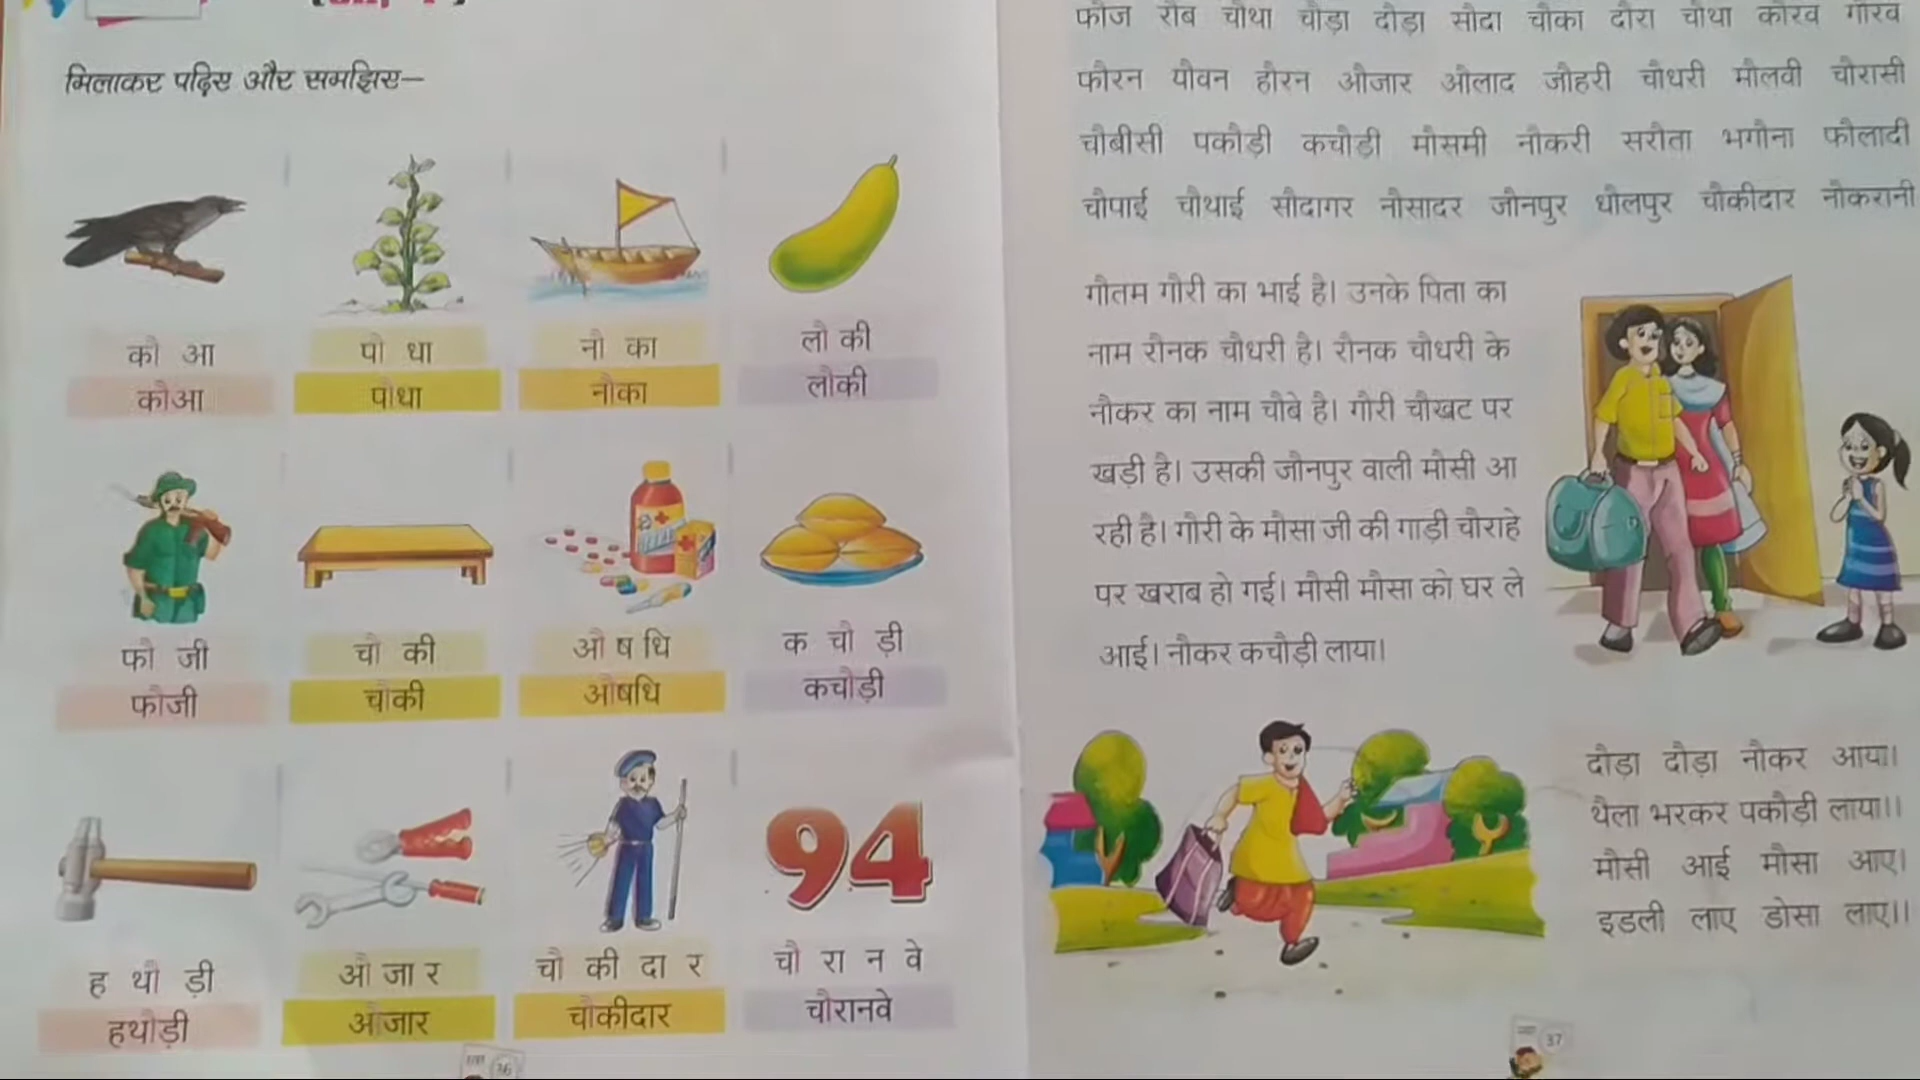 मिलाकर पढ़िए और समझिए—
कौ आ
कौआ
पौ धा
पौधा
नौ का
नौका
लौ की
लौकी
फौ जी
फौजी
चौ की
चौकी
औ ष धि
औषधि
क चौ ड़ी
कचौड़ी
ह थौ ड़ी
हथौड़ी
औ जा र
औजार
चौ की दा र
चौकीदार
94
चौ रा न वे
चौरानवे
36
फौज रौब चौथा चौड़ा दौड़ा सौदा चौका दौरा चौथा कौरव गौरव
फौरन यौवन हौरन औजार औलाद जौहरी चौधरी मौलवी चौरासी
चौबीसी पकौड़ी कचौड़ी मौसमी नौकरी सरौता भगौना फौलादी
चौपाई चौथाई सौदागर नौसादर जौनपुर धौलपुर चौकीदार नौकरानी
गौतम गौरी का भाई है। उनके पिता का
नाम रौनक चौधरी है। रौनक चौधरी के
नौकर का नाम चौबे है। गौरी चौखट पर
खड़ी है। उसकी जौनपुर वाली मौसी आ
रही है। गौरी के मौसा जी की गाड़ी चौराहे
पर खराब हो गई। मौसी मौसा को घर ले
आई। नौकर कचौड़ी लाया।
दौड़ा दौड़ा नौकर आया।
थैला भरकर पकौड़ी लाया।।
मौसी आई मौसा आए।
इडली लाए डोसा लाए।।
37